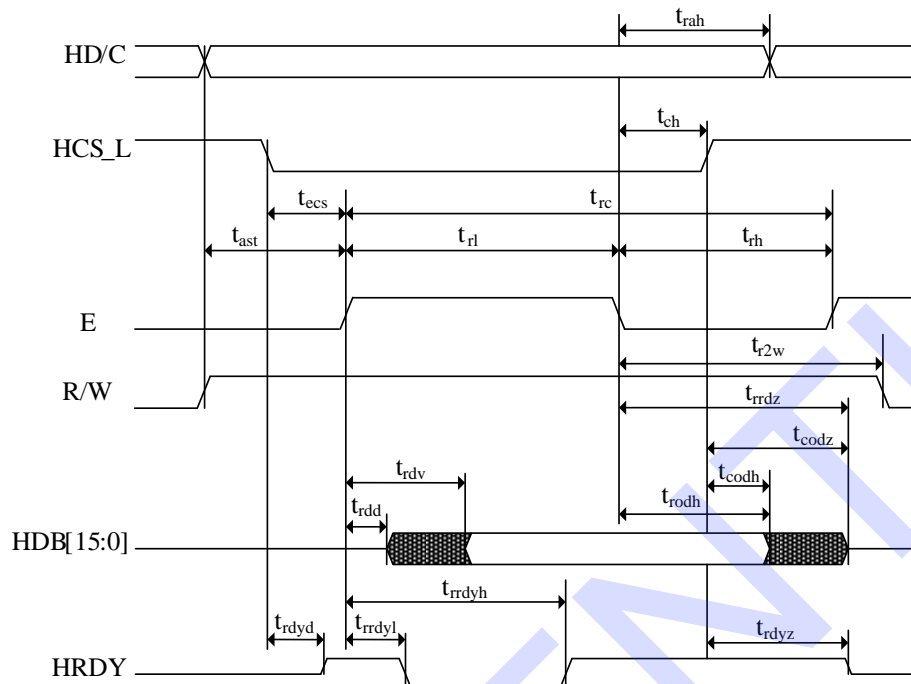 t_rah
HD/C
t_ch
HCS_L
t_ecs
t_rc
t_ast
t_rl
t_rh
E
t_r2w
R/W
t_rrdz
t_codz
t_rdv
t_codh
t_rdd
t_rodh
HDB[15:0]
t_rrdyh
t_rdyd
t_rrdyl
t_rdyz
HRDY